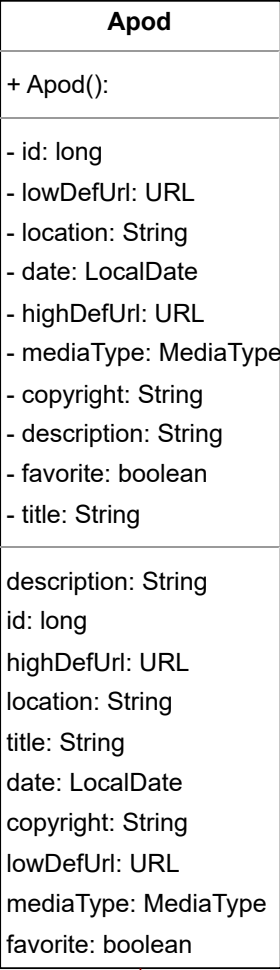 Apod
+ Apod():
- id: long
- lowDefUrl: URL
- location: String
- date: LocalDate
- highDefUrl: URL
- mediaType: MediaType
- copyright: String
- description: String
- favorite: boolean
- title: String
description: String
id: long
highDefUrl: URL
location: String
title: String
date: LocalDate
copyright: String
lowDefUrl: URL
mediaType: MediaType
favorite: boolean